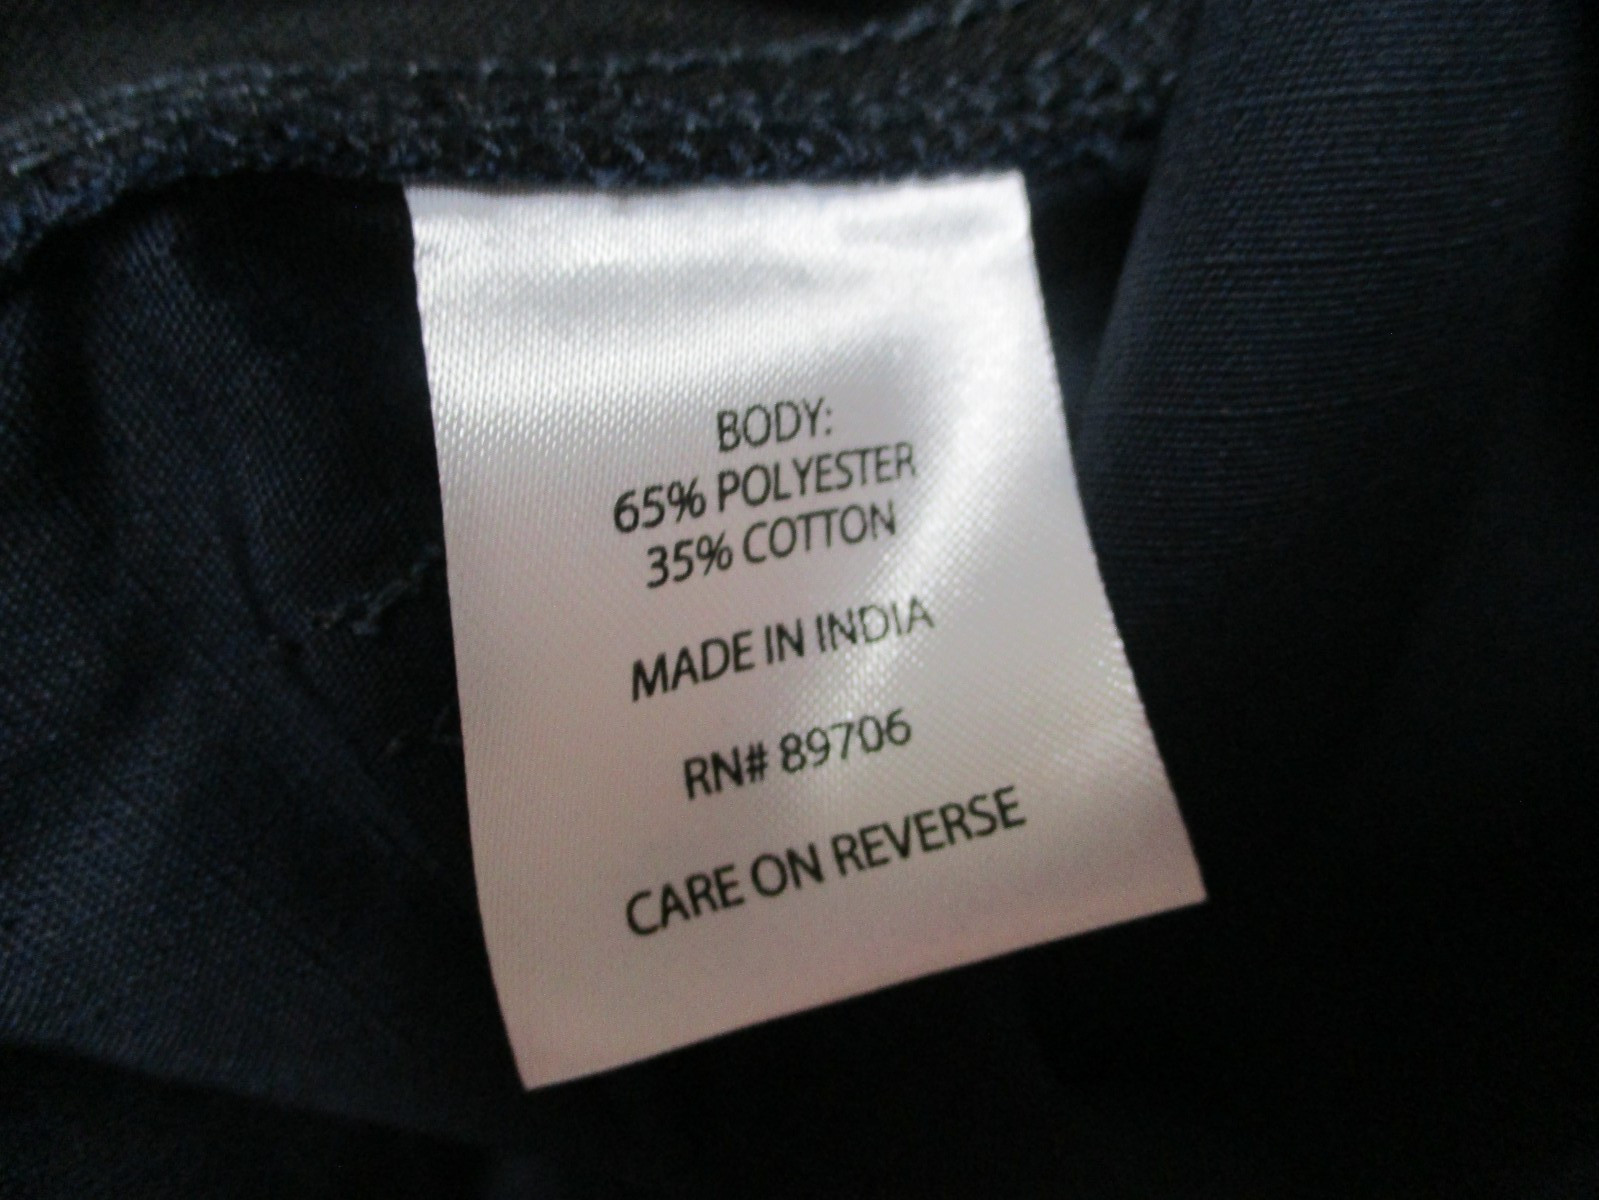 BODY:
65% POLYESTER
35% COTTON
MADE IN INDIA
RN# 89706
CARE ON REVERSE